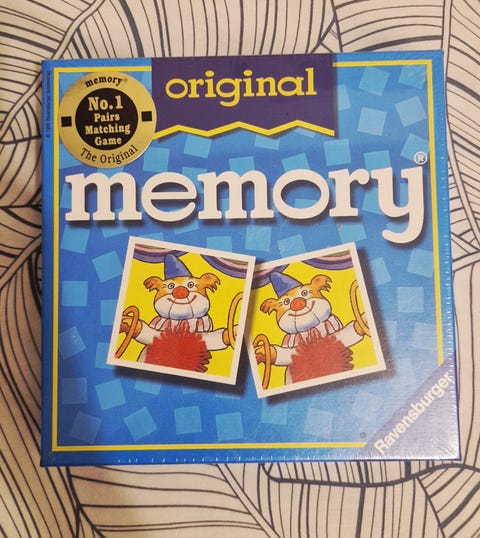 original
memory®
No.1
Pairs
Matching
Game
The Original
memory®
Ravensburger